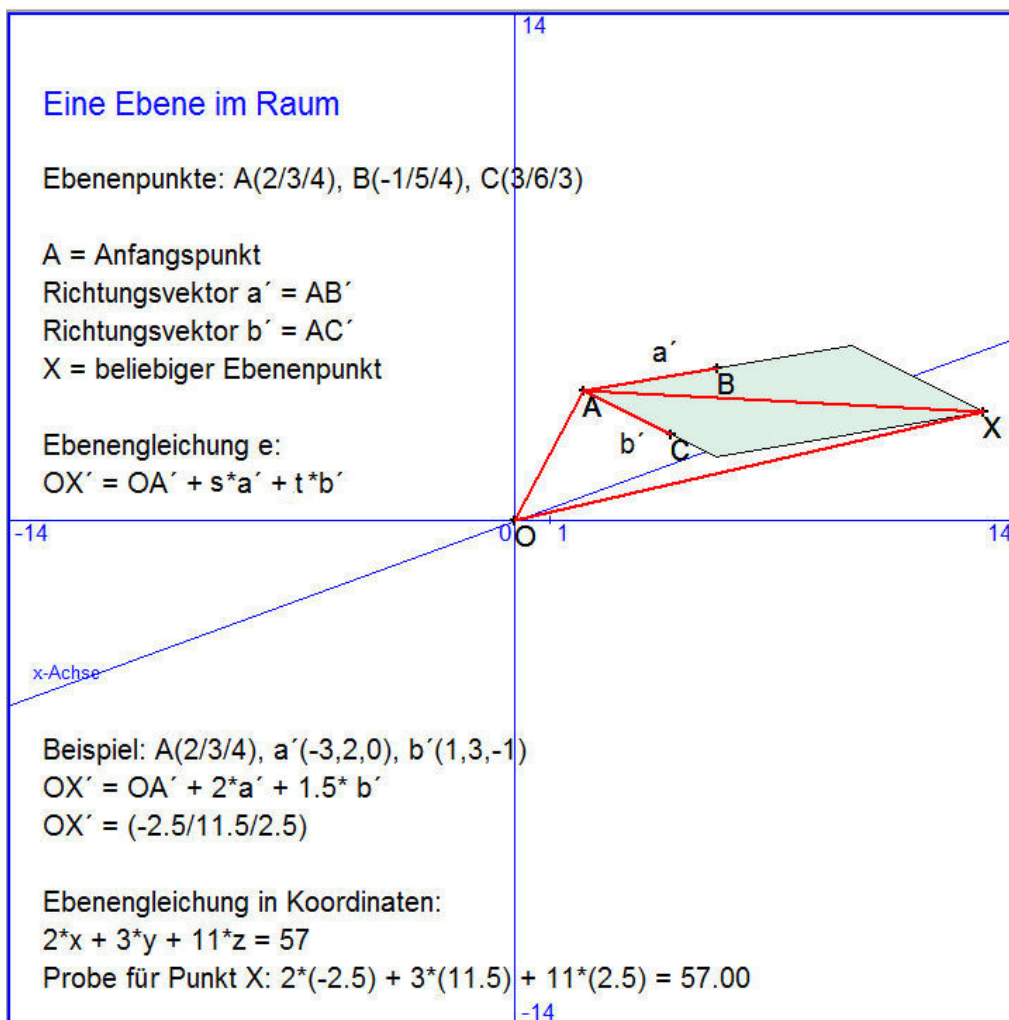 14
Eine Ebene im Raum
Ebenenpunkte: A(2/3/4), B(-1/5/4), C(3/6/3)
A = Anfangspunkt
Richtungsvektor a´ = AB´
Richtungsvektor b´ = AC´
X = beliebiger Ebenenpunkt
a´
B
A
X
b´
C
Ebenengleichung e:
OX´ = OA´ + s*a´ + t*b´
-14
0
O
1
14
x-Achse
Beispiel: A(2/3/4), a´(-3,2,0), b´(1,3,-1)
OX´ = OA´ + 2*a´ + 1.5* b´
OX´ = (-2.5/11.5/2.5)
Ebenengleichung in Koordinaten:
2*x + 3*y + 11*z = 57
Probe für Punkt X: 2*(-2.5) + 3*(11.5) + 11*(2.5) = 57.00
-14